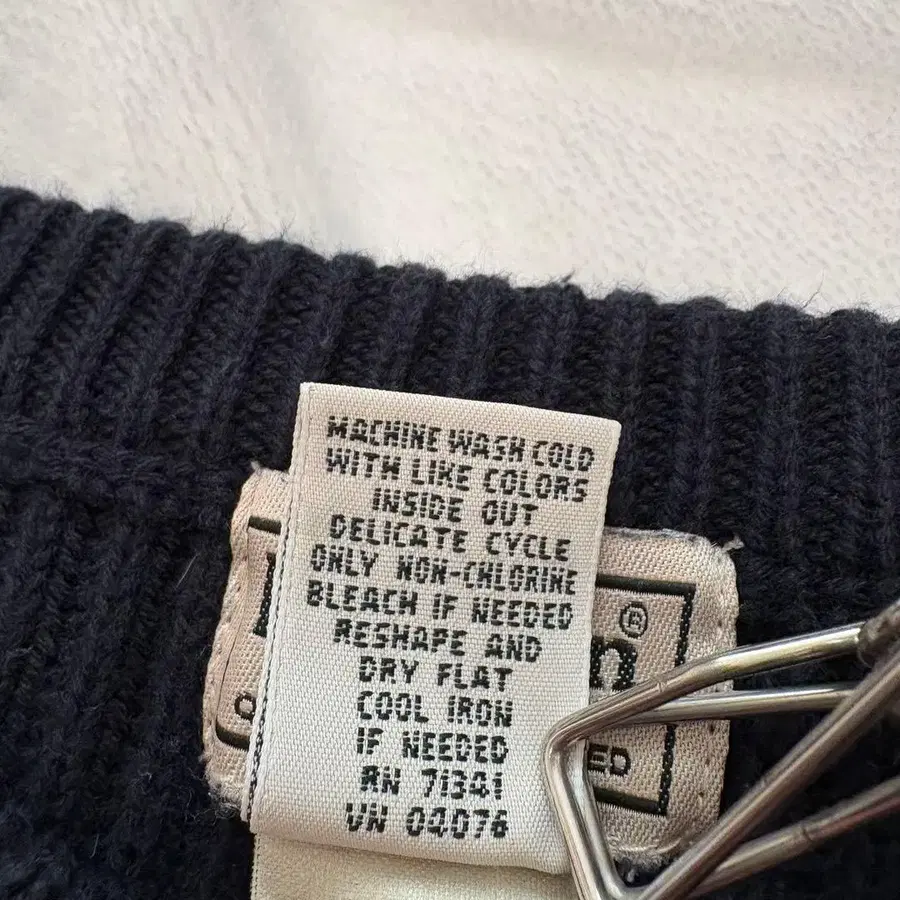 MACHINE WASH COLD
WITH LIKE COLORS
INSIDE OUT
DELICATE CYCLE
ONLY NON-CHLORINE
BLEACH IF NEEDED
RESHAPE AND
DRY FLAT
COOL IRON
IF NEEDED
RN 71341
VN 04076
n®
ED